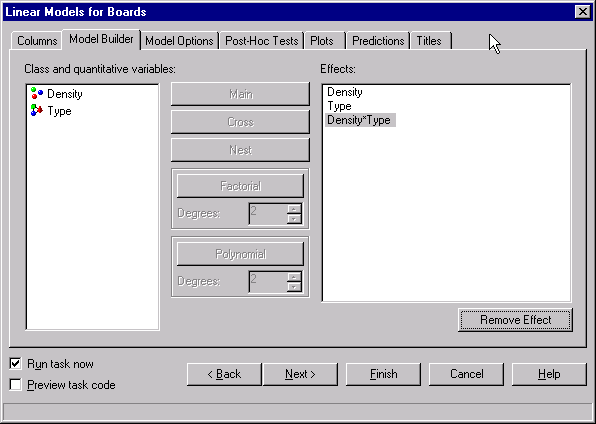 Linear Models for Boards
Columns Model Builder Model Options Post-Hoc Tests Plots Predictions Titles
Class and quantitative variables:
Effects:
Density
Type
Main
Cross
Nest
Factorial
Degrees: 2
Polynomial
Degrees: 2
Density
Type
Density*Type
Remove Effect
Run task now
Preview task code
< Back Next > Finish Cancel Help